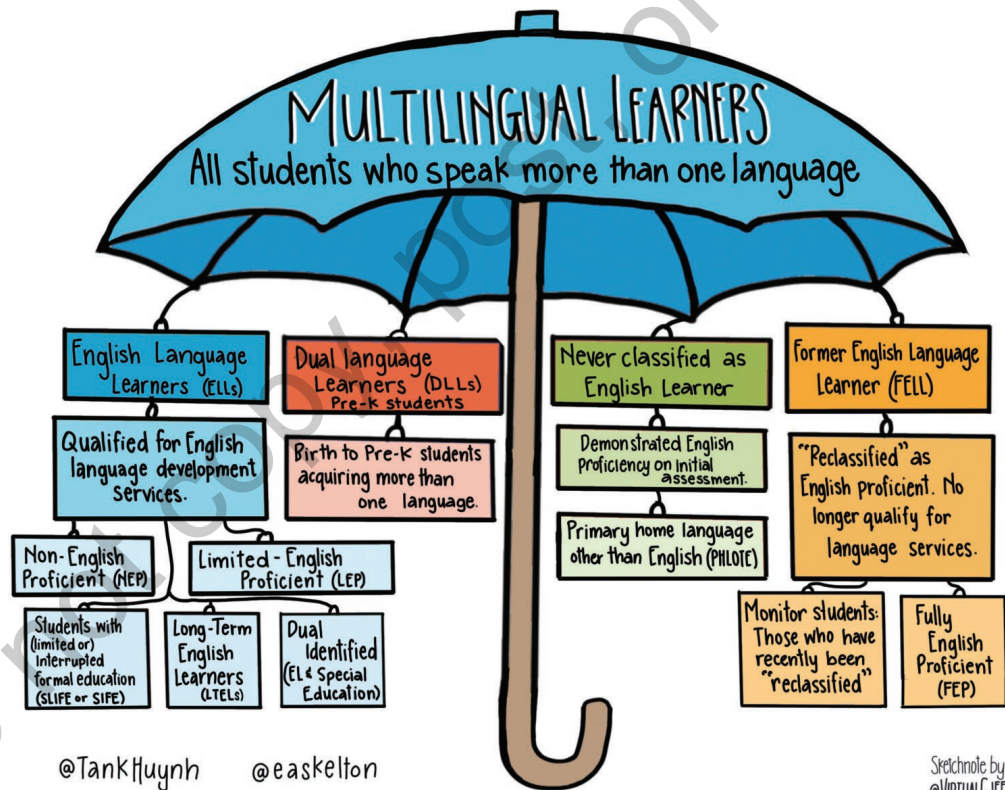 MULTILINGUAL LEARNERS
All students who speak more than one language
English Language
Learners (ELLs)
Qualified for English
language development
services.
Non-English
Proficient (NEP)
Limited-English
Proficient (LEP)
Students with
(limited or)
Interrupted
formal education
(SLIFE or SIFE)
Long-Term
English
Learners
(LTELs)
Dual
Identified
(EL & Special
Education)
Dual language
Learners (DLLs)
Pre-K students
Birth to Pre-K students
acquiring more than
one language.
Never classified as
English Learner
Demonstrated English
Proficiency on initial
assessment.
Primary home language
other than English (PHLOTE)
Former English Language
Learner (FELL)
"Reclassified" as
English proficient. No
longer qualify for
language services.
Monitor students:
Those who have
recently been
"reclassified"
Fully
English
Proficient
(FEP)
@TankHuynh @easkelton
Sketchnote by
not copy, post, or